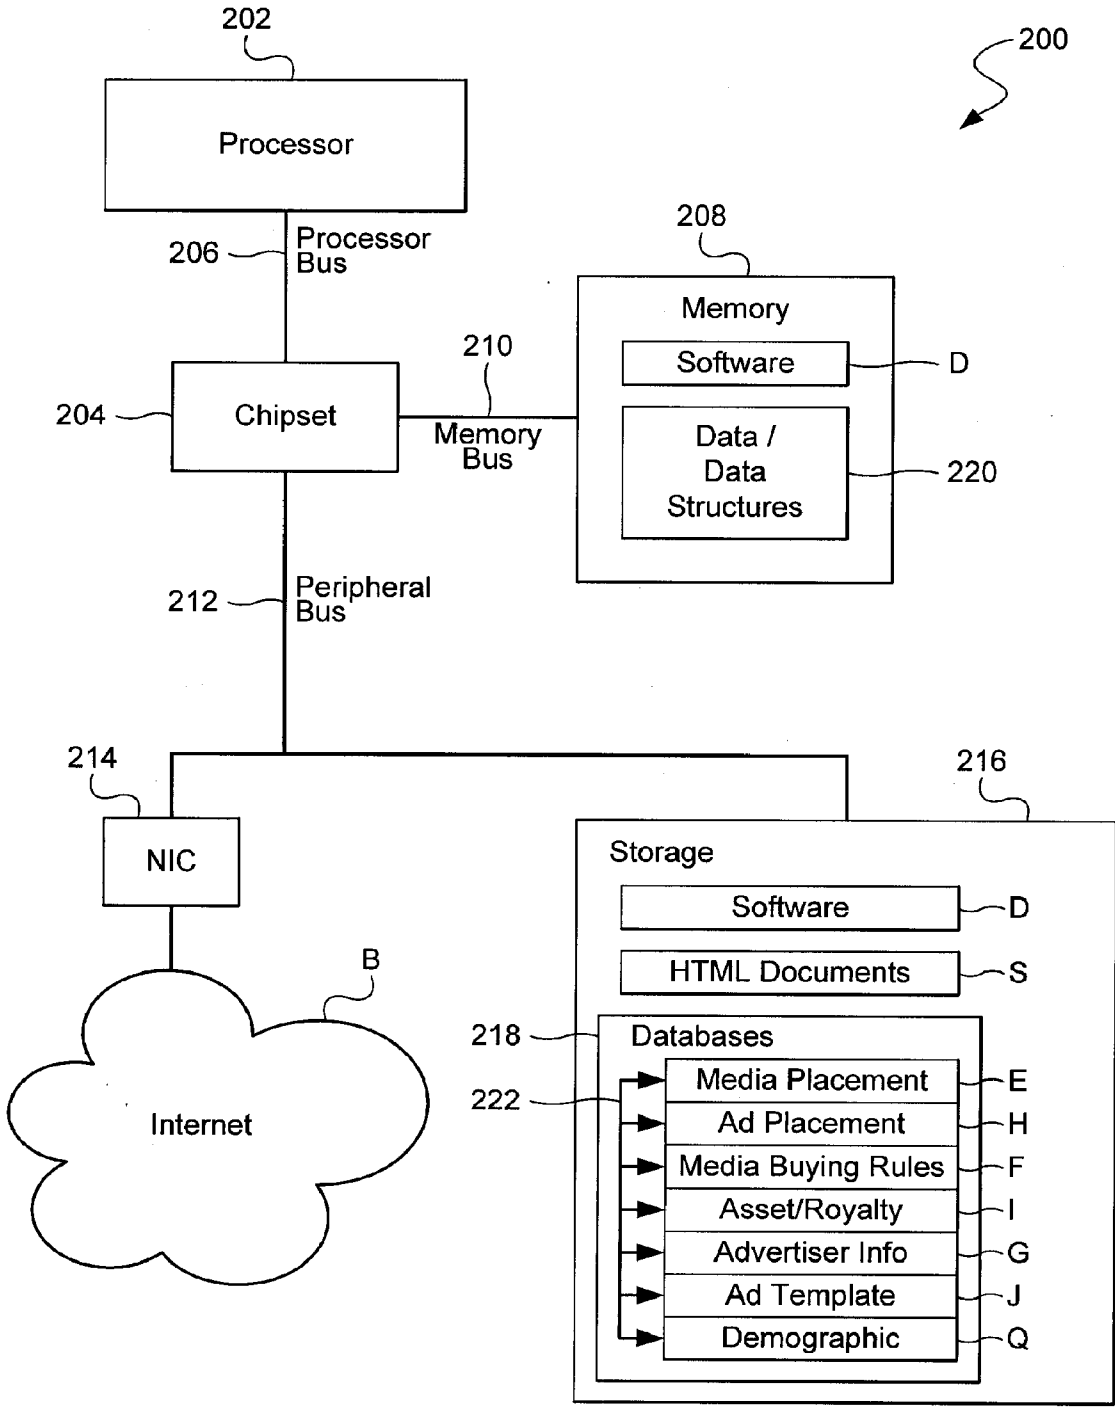 202
200
Processor
208
206
Processor
Bus
Memory
210
Software
D
204
Chipset
Memory
Bus
Data /
Data
Structures
220
212
Peripheral
Bus
214
216
NIC
Storage
Software
D
B
HTML Documents
S
218
Databases
222
Media Placement
E
Internet
Ad Placement
H
Media Buying Rules
F
Asset/Royalty
I
Advertiser Info
G
Ad Template
J
Demographic
Q